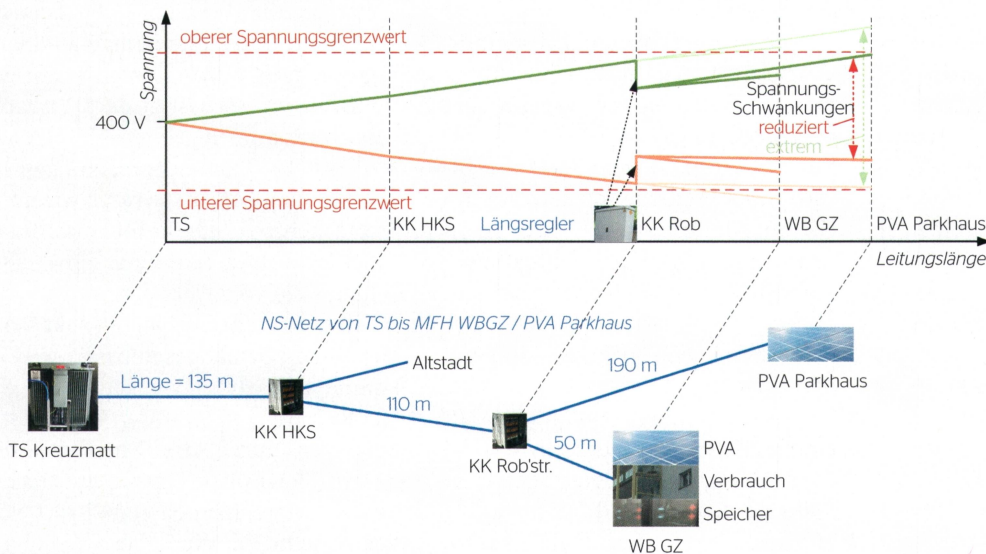 Spannung
oberer Spannungsgrenzwert
400 V
Spannungs-
Schwankungen
reduziert
extrem
unterer Spannungsgrenzwert
TS
KK HKS
Längsregler
KK Rob
WB GZ
PVA Parkhaus
Leitungslänge
NS-Netz von TS bis MFH WBGZ / PVA Parkhaus
Länge = 135 m
Altstadt
190 m
PVA Parkhaus
110 m
KK HKS
TS Kreuzmatt
50 m
KK Rob'str.
PVA
Verbrauch
Speicher
WB GZ